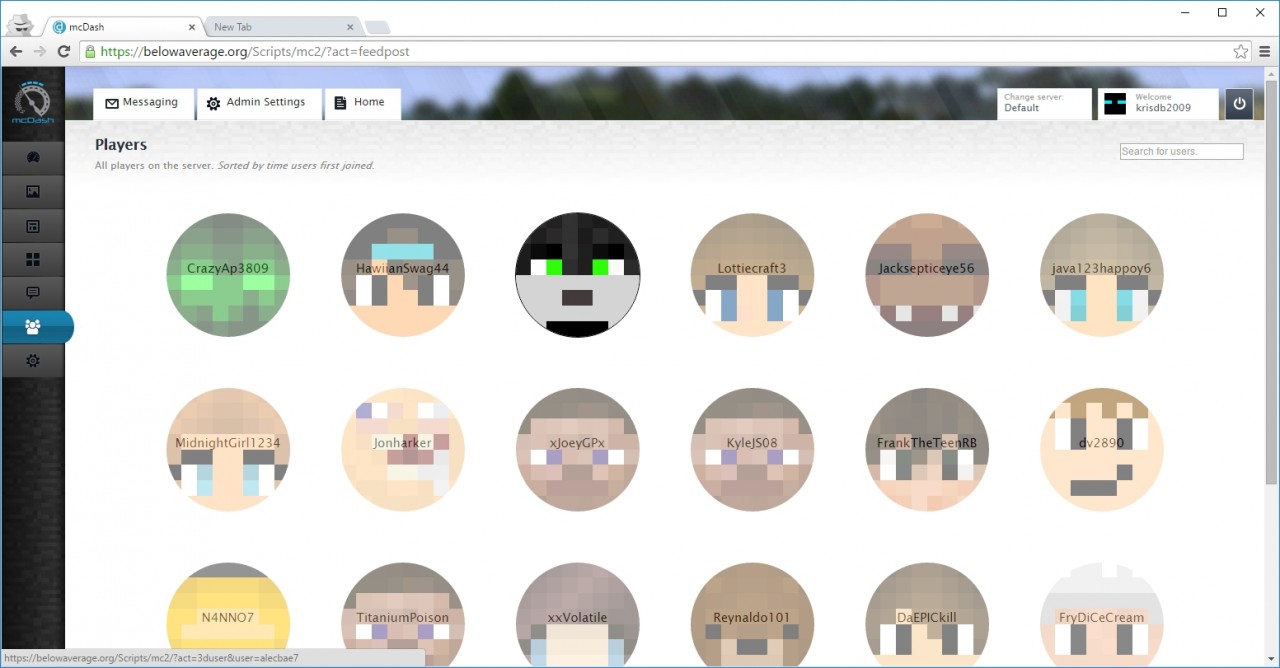 mcDash
New Tab
https://belowaverage.org/Scripts/mc2/?act=feedpost
mcDash
Messaging
Admin Settings
Home
Change server:
Default
Welcome
krisdb2009
Players
All players on the server. Sorted by time users first joined.
Search for users.
CrazyAp3809
HawiianSwag44
Lottiecraft3
Jacksepticeye56
java123happoy6
MidnightGirl1234
Jonharker
xJoeyGPx
KyleJS08
FrankTheTeenRB
dv2890
N4NNO7
TitaniumPoison
xxVolatile
Reynaldo101
DaEPICkill
FryDiCeCream
https://belowaverage.org/Scripts/mc2/?act=3duser&user=alecbae7